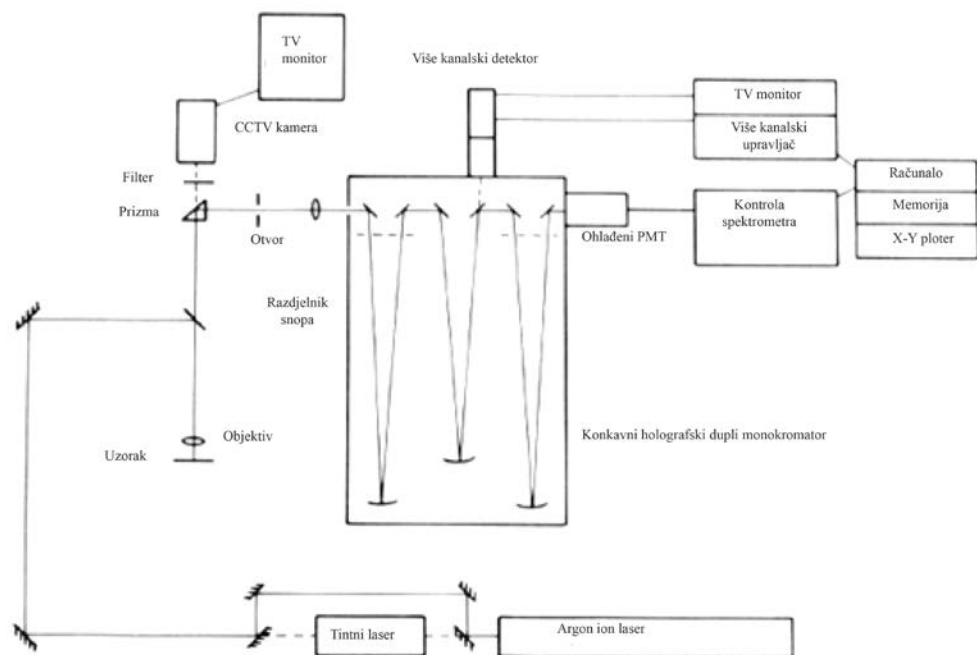 TV
monitor
Više kanalski detektor
TV monitor
CCTV kamera
Više kanalski
upravljač
Filter
Računalo
Prizma
Kontrola
spektrometra
Memorija
Otvor
Ohlađeni PMT
X-Y ploter
Razdjelnik
snopa
Objektiv
Konkavni holografski dupli monokromator
Uzorak
Tintni laser
Argon ion laser